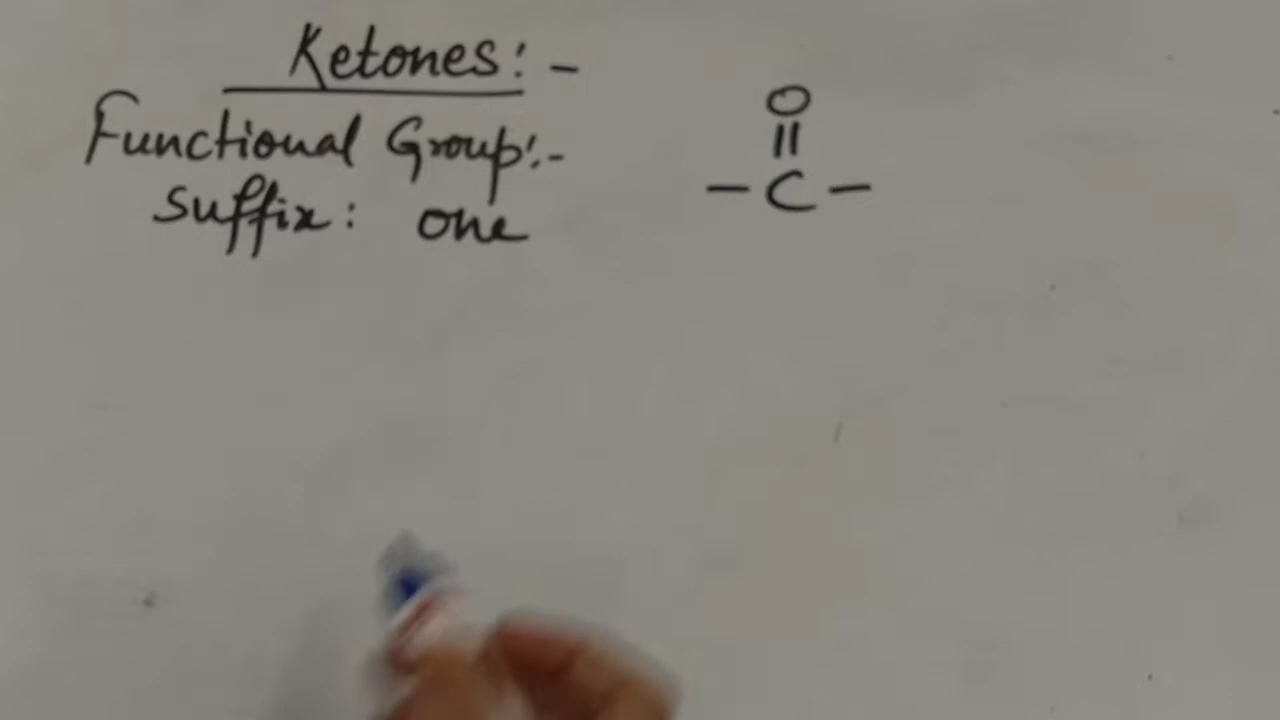 Ketones:-
Functional Group:-
Suffix: one
O
||
-C-